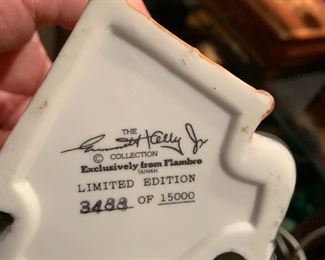 THE
Emmett Kelly Jr
© COLLECTION
Exclusively from Flambro
TAIWAN
LIMITED EDITION
3488 OF 15000